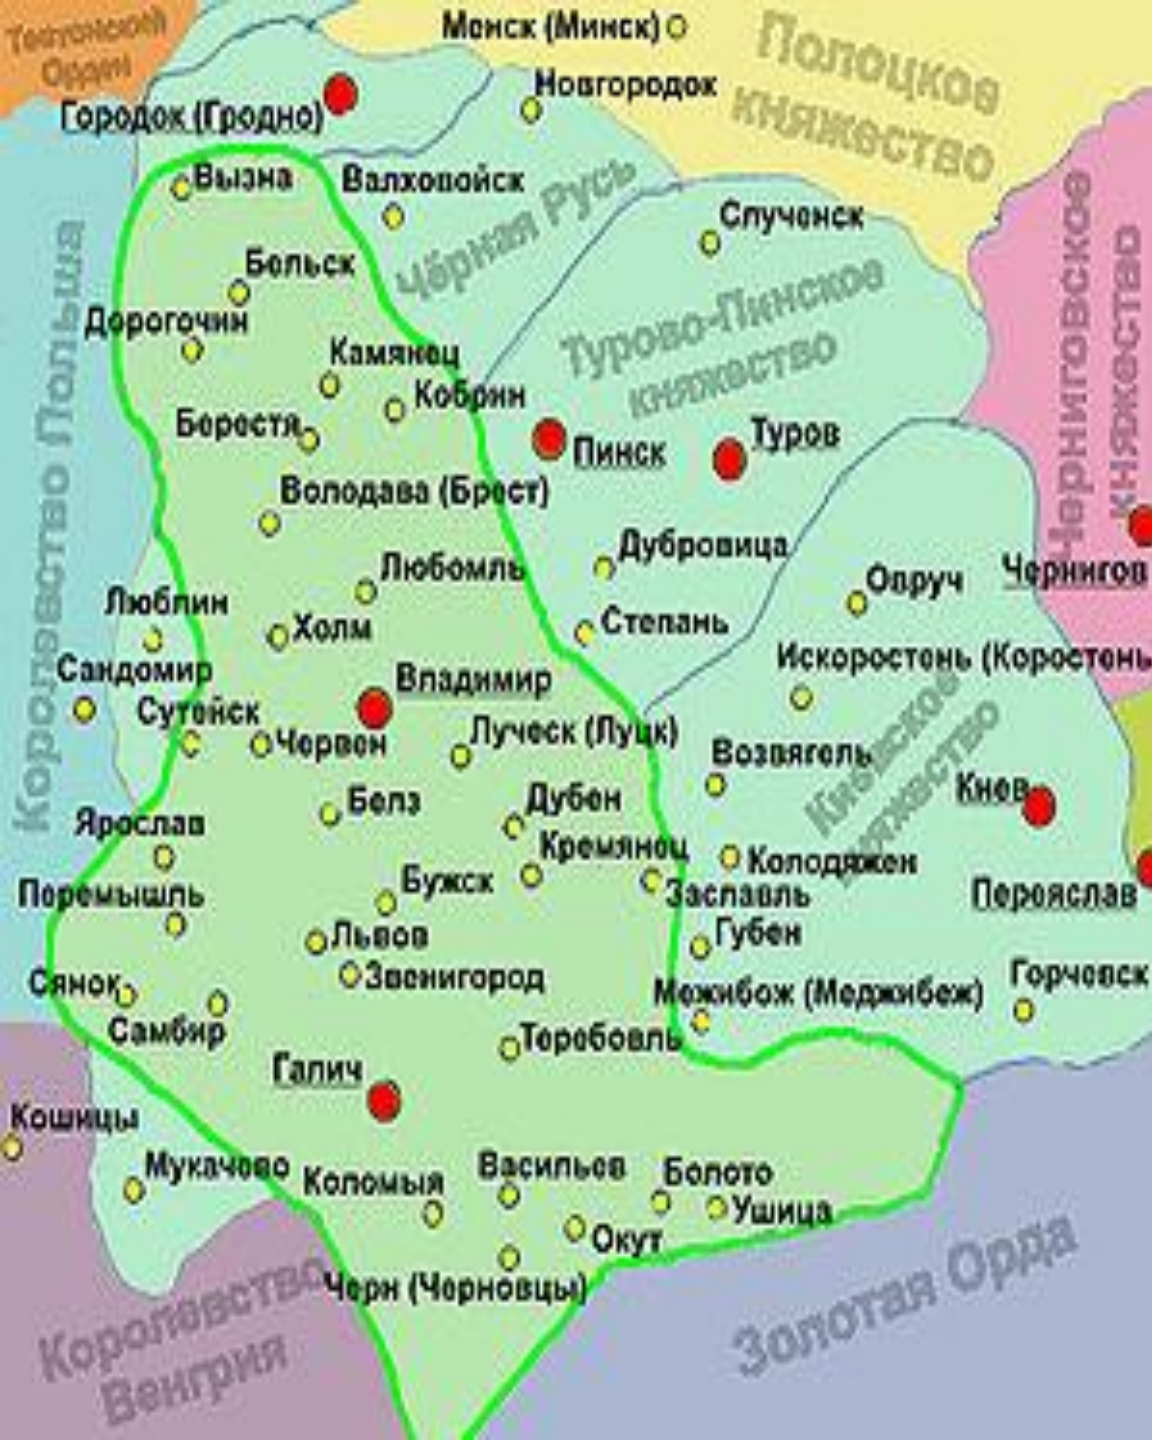 Тевтонский
Орден
Менск (Минск)
Полоцкое
княжество
Новгородок
Городок (Гродно)
Вызна
Валховойск
Чёрная Русь
Слученск
Черниговское
княжество
Королевство Польша
Бельск
Дорогочин
Турово-Пинское
княжество
Камянец
Кобрин
Берестя
Пинск
Туров
Володава (Брест)
Дубровица
Любомль
Овруч
Чернигов
Люблин
Холм
Степань
Искоростень (Коростень
Сандомир
Владимир
Сутейск
Червен
Луческ (Луцк)
Возвягель
Киевское
княжество
Киев
Белз
Дубен
Ярослав
Кремянец
Колодяжен
Перемышль
Бужск
Заславль
Переяслав
Львов
Губен
Сянок
Звенигород
Межибож (Меджибеж)
Горчевск
Самбир
Теребовль
Галич
Кошицы
Мукачево
Коломыя
Васильев
Болото
Ушица
Окут
Черн (Черновцы)
Королевство
Венгрия
Золотая Орда